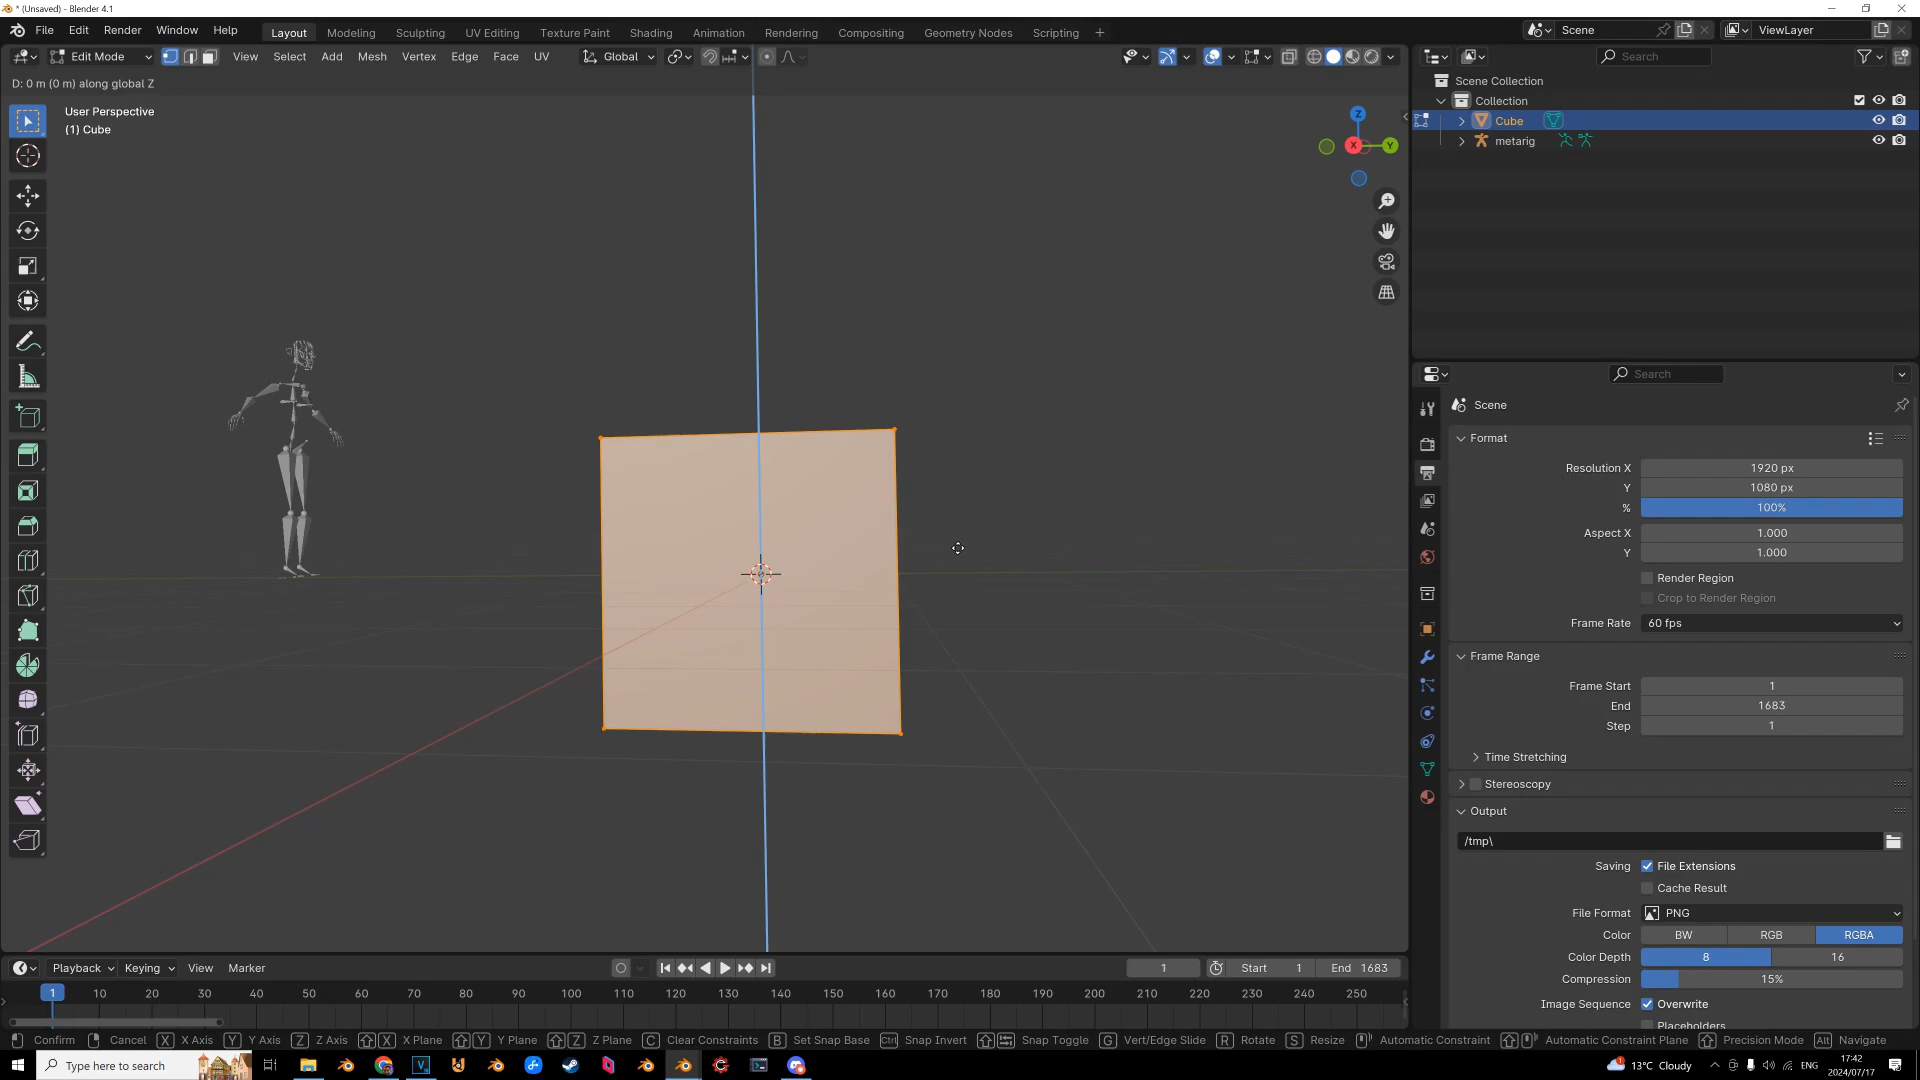 * (Unsaved) - Blender 4.1
File Edit Render Window Help Layout Modeling Sculpting UV Editing Texture Paint Shading Animation Rendering Compositing Geometry Nodes Scripting + Scene ViewLayer
Edit Mode View Select Add Mesh Vertex Edge Face UV Global Search
D: 0 m (0 m) along global Z
Scene Collection
Collection
User Perspective
(1) Cube
Cube
metarig
Z
X Y
Search
Scene
Format
Resolution X 1920 px
Y 1080 px
% 100%
Aspect X 1.000
Y 1.000
Render Region
Crop to Render Region
Frame Rate 60 fps
Frame Range
Frame Start 1
End 1683
Step 1
Time Stretching
Stereoscopy
Output
/tmp\
Saving File Extensions
Cache Result
File Format PNG
Color BW RGB RGBA
Color Depth 8 16
Compression 15%
Image Sequence Overwrite
Placeholders
Playback Keying View Marker 1 Start 1 End 1683
1 10 20 30 40 50 60 70 80 90 100 110 120 130 140 150 160 170 180 190 200 210 220 230 240 250
Confirm Cancel X X Axis Y Y Axis Z Z Axis X X Plane Y Y Plane Z Z Plane C Clear Constraints B Set Snap Base Ctrl Snap Invert Snap Toggle G Vert/Edge Slide R Rotate S Resize Automatic Constraint Automatic Constraint Plane Precision Mode Alt Navigate
Type here to search 13°C Cloudy ENG 17:42
2024/07/17